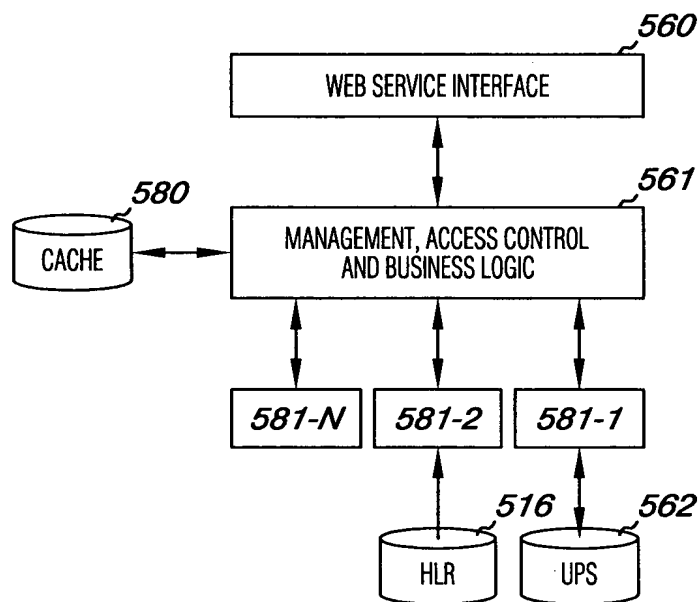 560
WEB SERVICE INTERFACE
561
580
MANAGEMENT, ACCESS CONTROL
AND BUSINESS LOGIC
CACHE
581-N
581-2
581-1
516
562
HLR
UPS